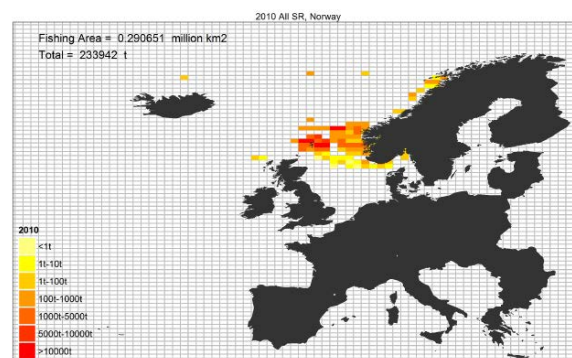 2010 All SR, Norway
Fishing Area = 0.290651 million km2
Total = 233942 t
2010
<1t
1t-10t
1t-100t
100t-1000t
1000t-5000t
5000t-10000t
>10000t